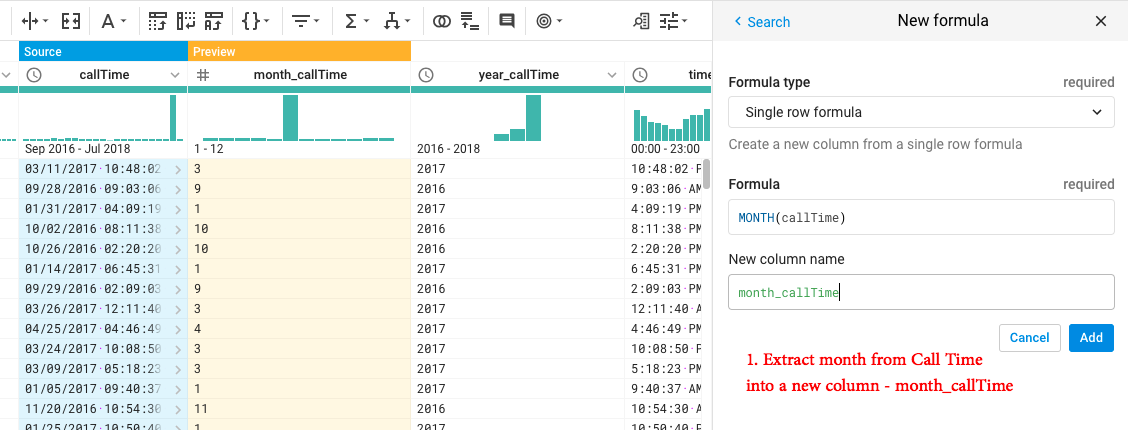 Source Preview
callTime month_callTime year_callTime time
Sep 2016 - Jul 2018 1 - 12 2016 - 2018 00:00 - 23:00
03/11/2017·10:48:02 3 2017 10:48:02·P
09/28/2016·09:03:06 9 2016 9:03:06·AM
01/31/2017·04:09:19 1 2017 4:09:19·PM
10/02/2016·08:11:38 10 2016 8:11:38·PM
10/26/2016·02:20:20 10 2016 2:20:20·PM
01/14/2017·06:45:31 1 2017 6:45:31·PM
09/29/2016·02:09:03 9 2016 2:09:03·PM
03/26/2017·12:11:40 3 2017 12:11:40·A
04/25/2017·04:46:49 4 2017 4:46:49·PM
03/24/2017·10:08:50 3 2017 10:08:50·P
03/09/2017·05:18:23 3 2017 5:18:23·PM
01/05/2017·09:40:37 1 2017 9:40:37·AM
11/20/2016·10:54:30 11 2016 10:54:30·A
01/25/2017·10:50:40 1 2017 10:50:40·P
Search
New formula
Formula type required
Single row formula
Create a new column from a single row formula
Formula required
MONTH(callTime)
New column name
month_callTime
Cancel Add
1. Extract month from Call Time
into a new column - month_callTime